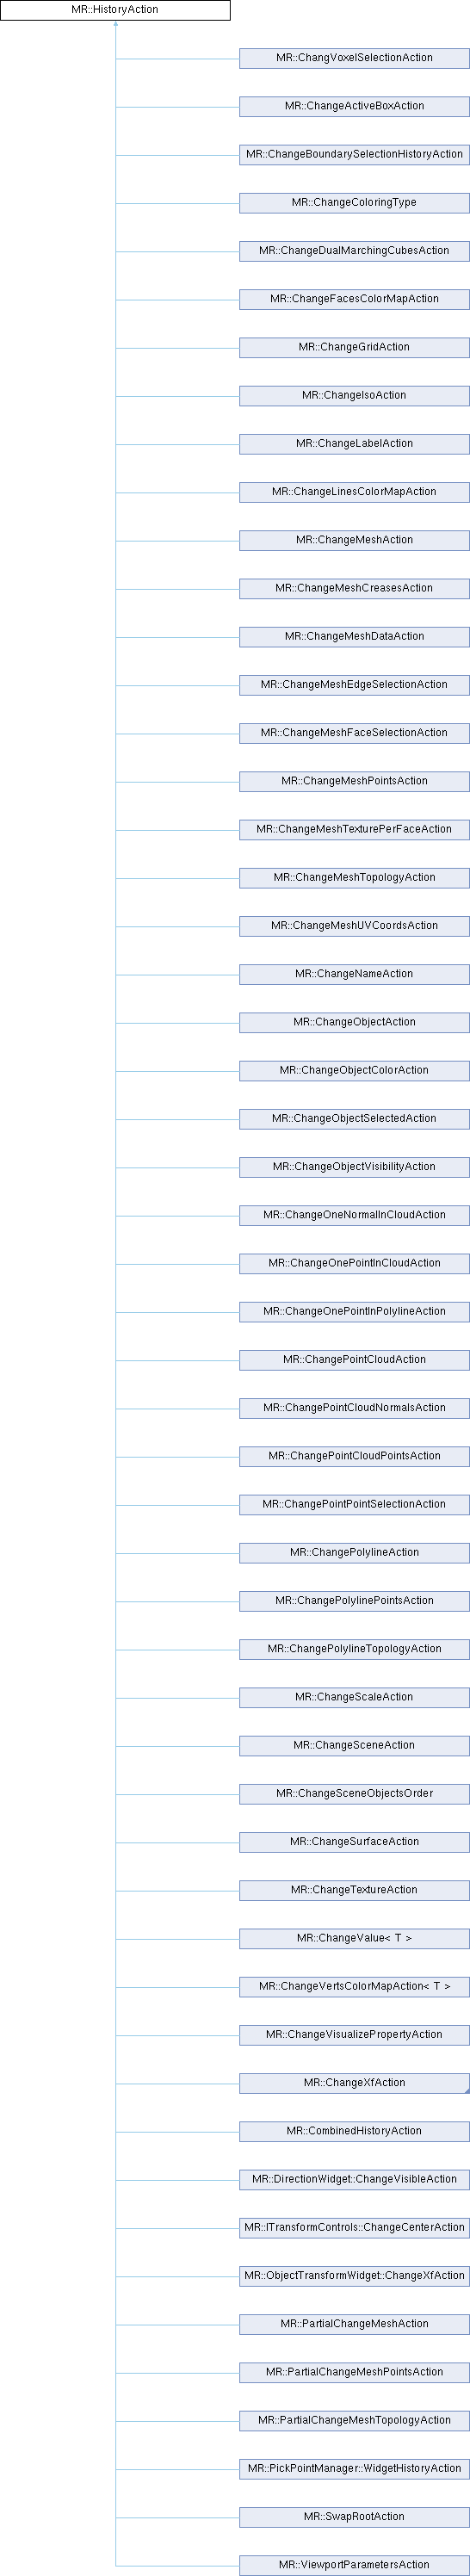 MR::HistoryAction
MR::ChangVoxelSelectionAction
MR::ChangeActiveBoxAction
MR::ChangeBoundarySelectionHistoryAction
MR::ChangeColoringType
MR::ChangeDualMarchingCubesAction
MR::ChangeFacesColorMapAction
MR::ChangeGridAction
MR::ChangeIsoAction
MR::ChangeLabelAction
MR::ChangeLinesColorMapAction
MR::ChangeMeshAction
MR::ChangeMeshCreasesAction
MR::ChangeMeshDataAction
MR::ChangeMeshEdgeSelectionAction
MR::ChangeMeshFaceSelectionAction
MR::ChangeMeshPointsAction
MR::ChangeMeshTexturePerFaceAction
MR::ChangeMeshTopologyAction
MR::ChangeMeshUVCoordsAction
MR::ChangeNameAction
MR::ChangeObjectAction
MR::ChangeObjectColorAction
MR::ChangeObjectSelectedAction
MR::ChangeObjectVisibilityAction
MR::ChangeOneNormalInCloudAction
MR::ChangeOnePointInCloudAction
MR::ChangeOnePointInPolylineAction
MR::ChangePointCloudAction
MR::ChangePointCloudNormalsAction
MR::ChangePointCloudPointsAction
MR::ChangePointPointSelectionAction
MR::ChangePolylineAction
MR::ChangePolylinePointsAction
MR::ChangePolylineTopologyAction
MR::ChangeScaleAction
MR::ChangeSceneAction
MR::ChangeSceneObjectsOrder
MR::ChangeSurfaceAction
MR::ChangeTextureAction
MR::ChangeValue< T >
MR::ChangeVertsColorMapAction< T >
MR::ChangeVisualizePropertyAction
MR::ChangeXfAction
MR::CombinedHistoryAction
MR::DirectionWidget::ChangeVisibleAction
MR::ITransformControls::ChangeCenterAction
MR::ObjectTransformWidget::ChangeXfAction
MR::PartialChangeMeshAction
MR::PartialChangeMeshPointsAction
MR::PartialChangeMeshTopologyAction
MR::PickPointManager::WidgetHistoryAction
MR::SwapRootAction
MR::ViewportParametersAction